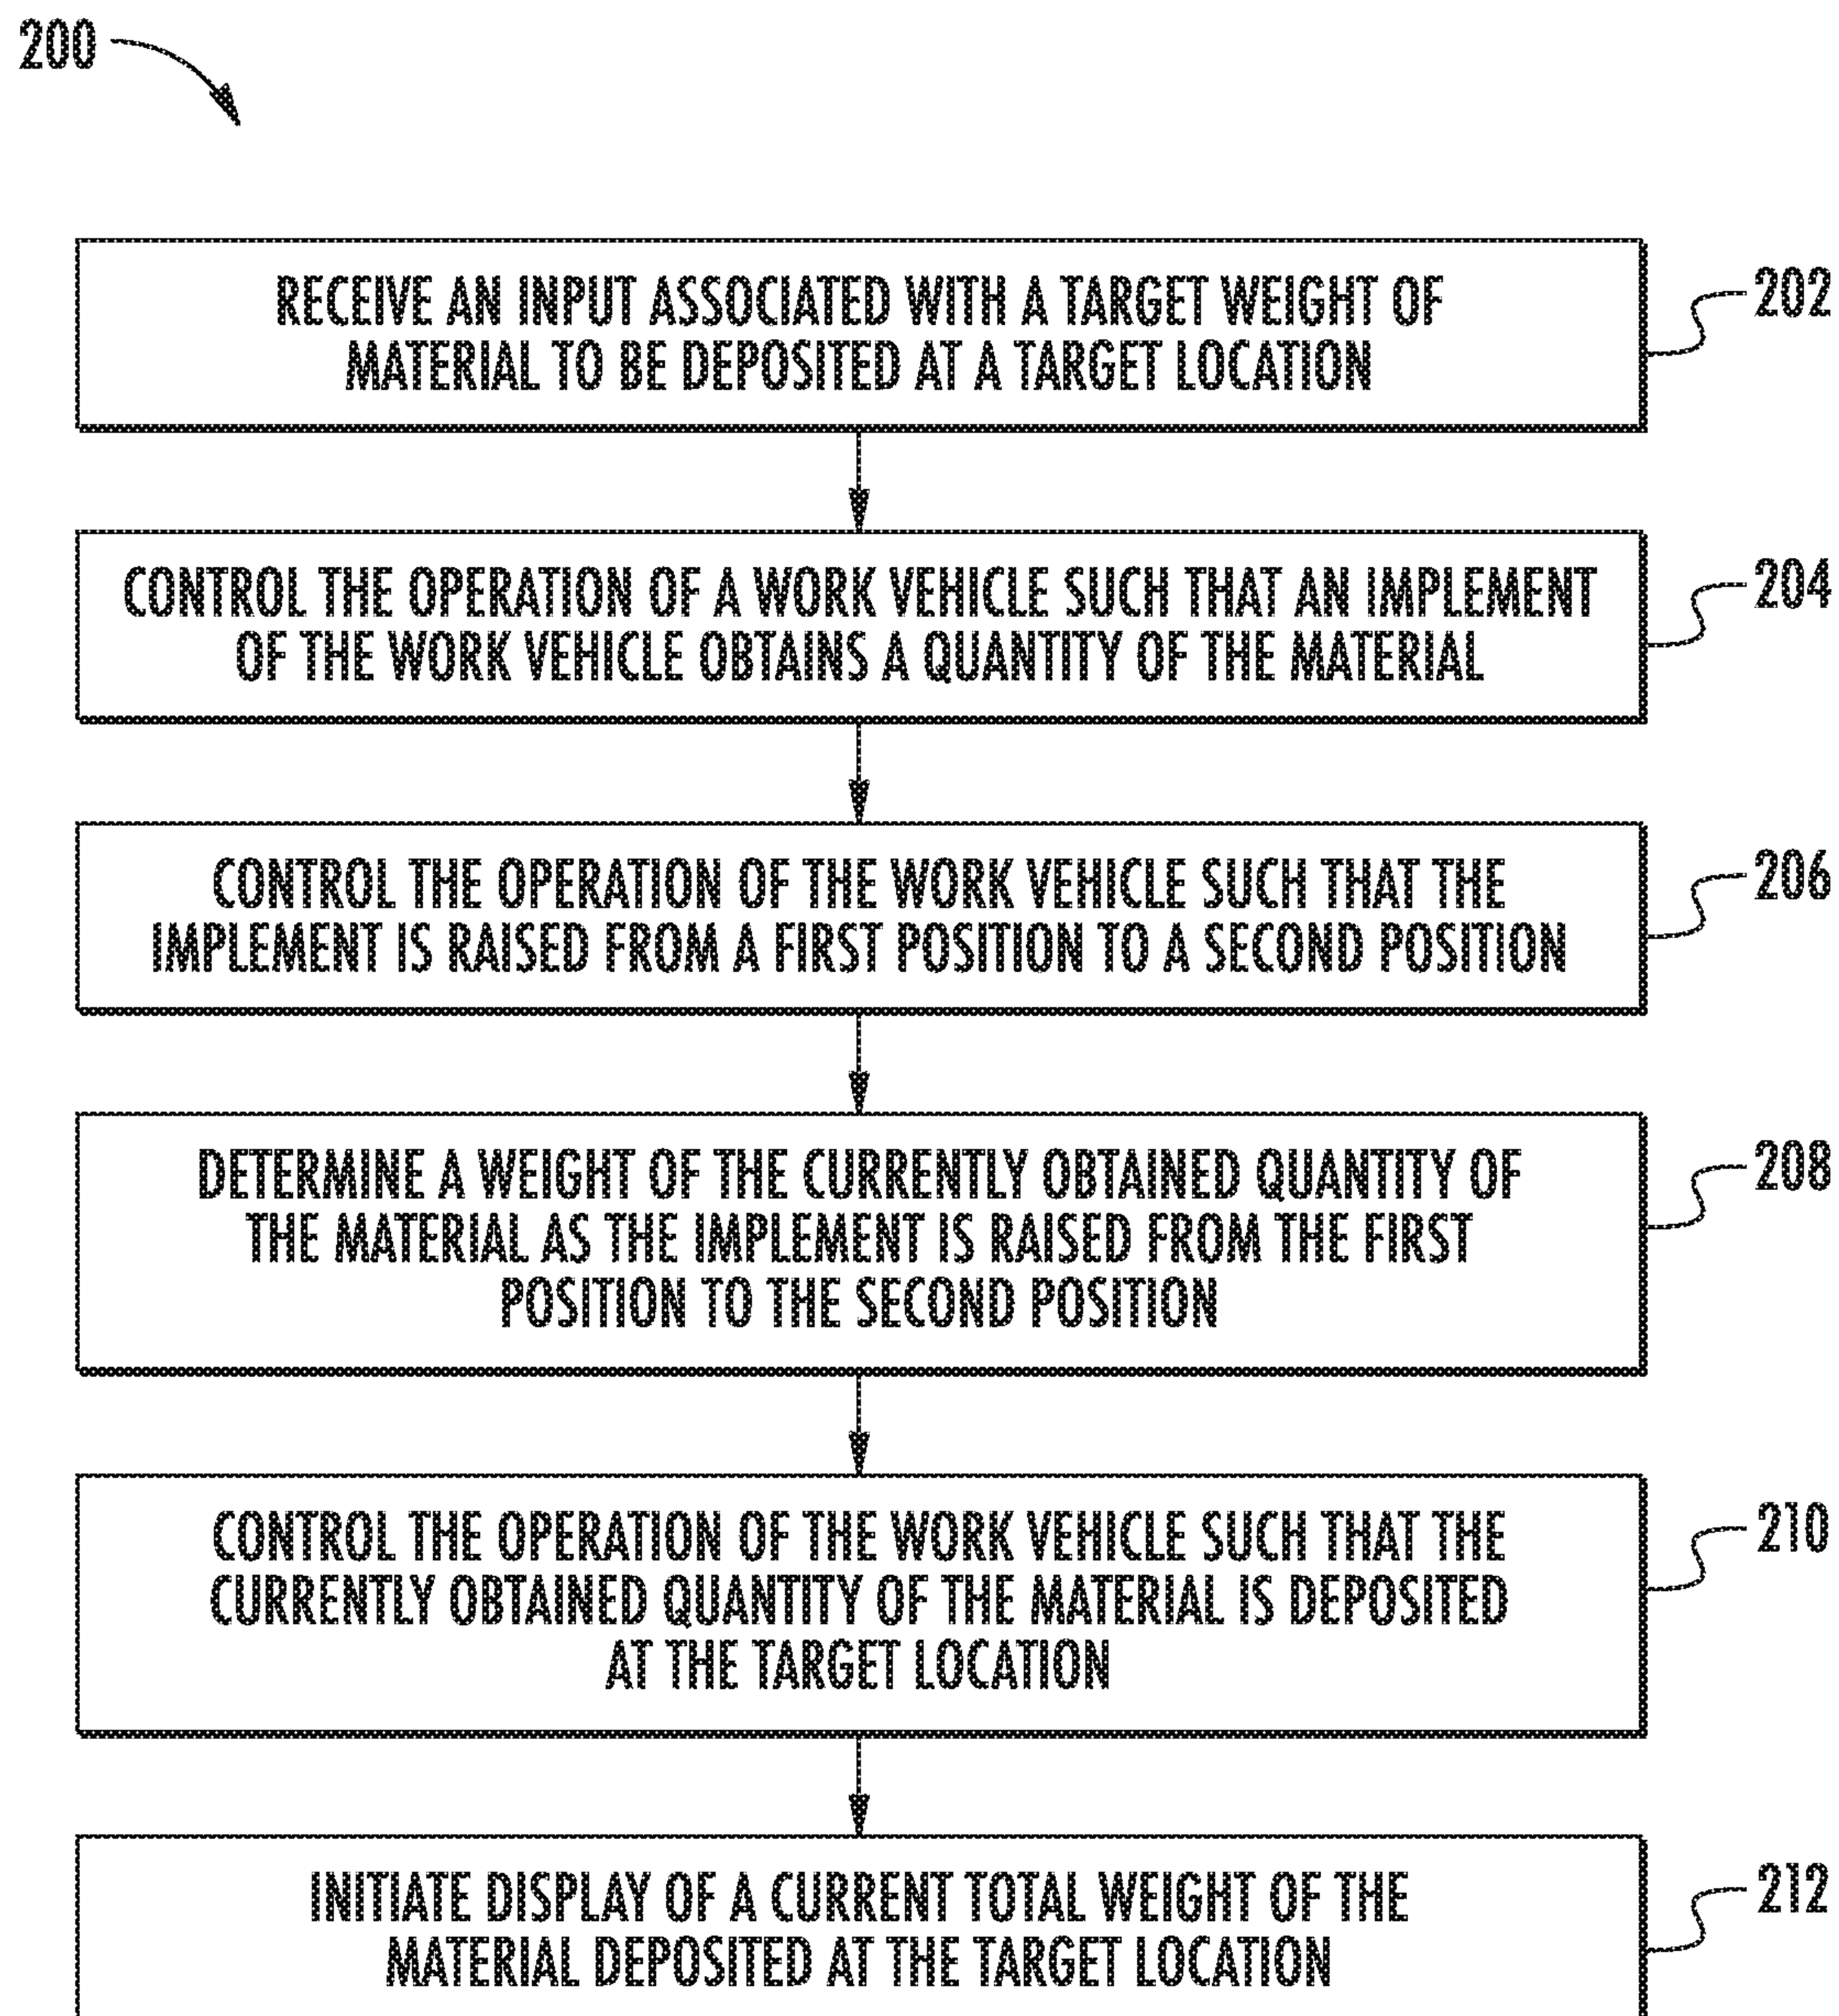 200
RECEIVE AN INPUT ASSOCIATED WITH A TARGET WEIGHT OF
MATERIAL TO BE DEPOSITED AT A TARGET LOCATION
202
CONTROL THE OPERATION OF A WORK VEHICLE SUCH THAT AN IMPLEMENT
OF THE WORK VEHICLE OBTAINS A QUANTITY OF THE MATERIAL
204
CONTROL THE OPERATION OF THE WORK VEHICLE SUCH THAT THE
IMPLEMENT IS RAISED FROM A FIRST POSITION TO A SECOND POSITION
206
DETERMINE A WEIGHT OF THE CURRENTLY OBTAINED QUANTITY OF
THE MATERIAL AS THE IMPLEMENT IS RAISED FROM THE FIRST
POSITION TO THE SECOND POSITION
208
CONTROL THE OPERATION OF THE WORK VEHICLE SUCH THAT THE
CURRENTLY OBTAINED QUANTITY OF THE MATERIAL IS DEPOSITED
AT THE TARGET LOCATION
210
INITIATE DISPLAY OF A CURRENT TOTAL WEIGHT OF THE
MATERIAL DEPOSITED AT THE TARGET LOCATION
212